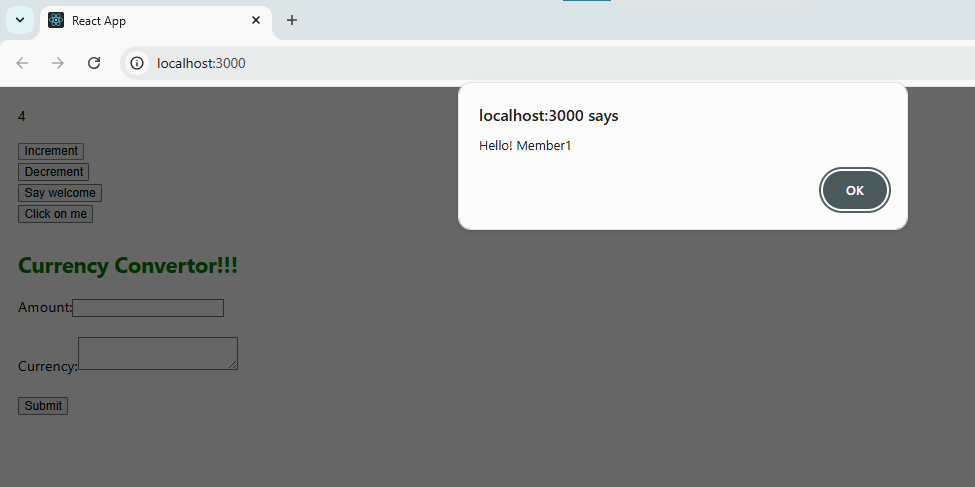 React App
localhost:3000
localhost:3000 says
Hello! Member1
OK
4
Increment
Decrement
Say welcome
Click on me
Currency Convertor!!!
Amount:
Currency:
Submit